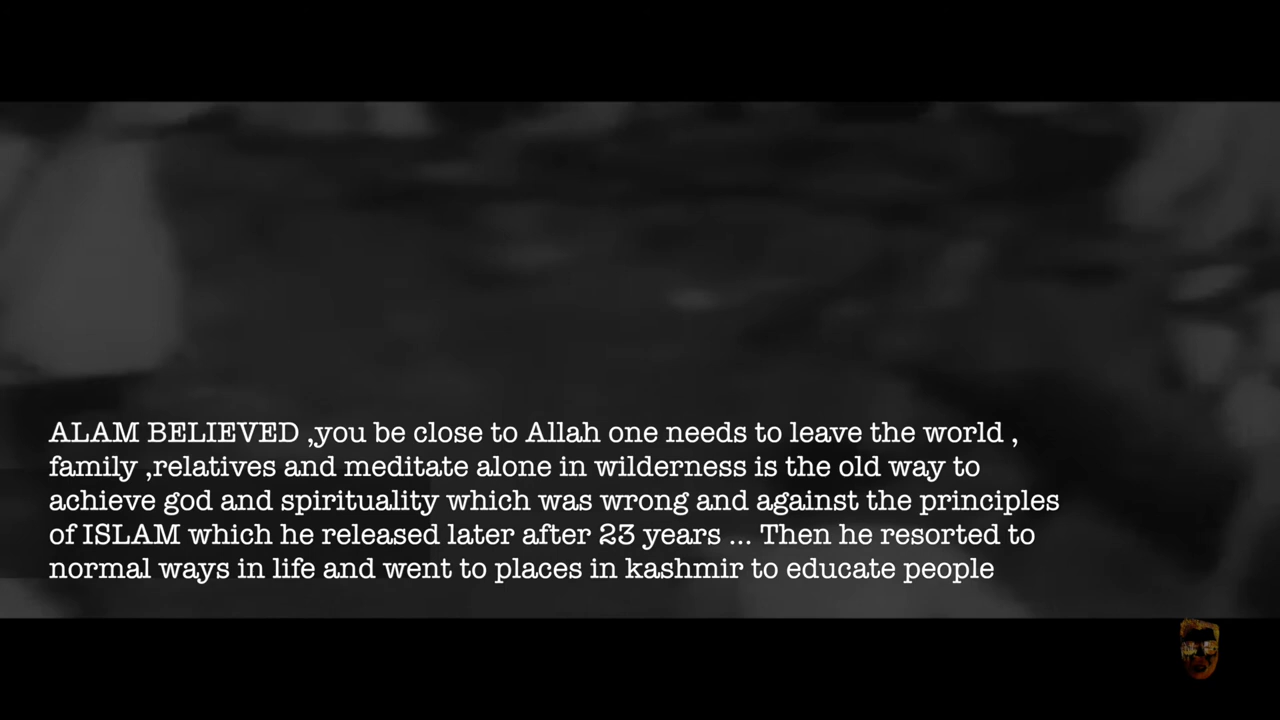 ALAM BELIEVED ,you be close to Allah one needs to leave the world ,
family ,relatives and meditate alone in wilderness is the old way to
achieve god and spirituality which was wrong and against the principles
of ISLAM which he released later after 23 years ... Then he resorted to
normal ways in life and went to places in kashmir to educate people